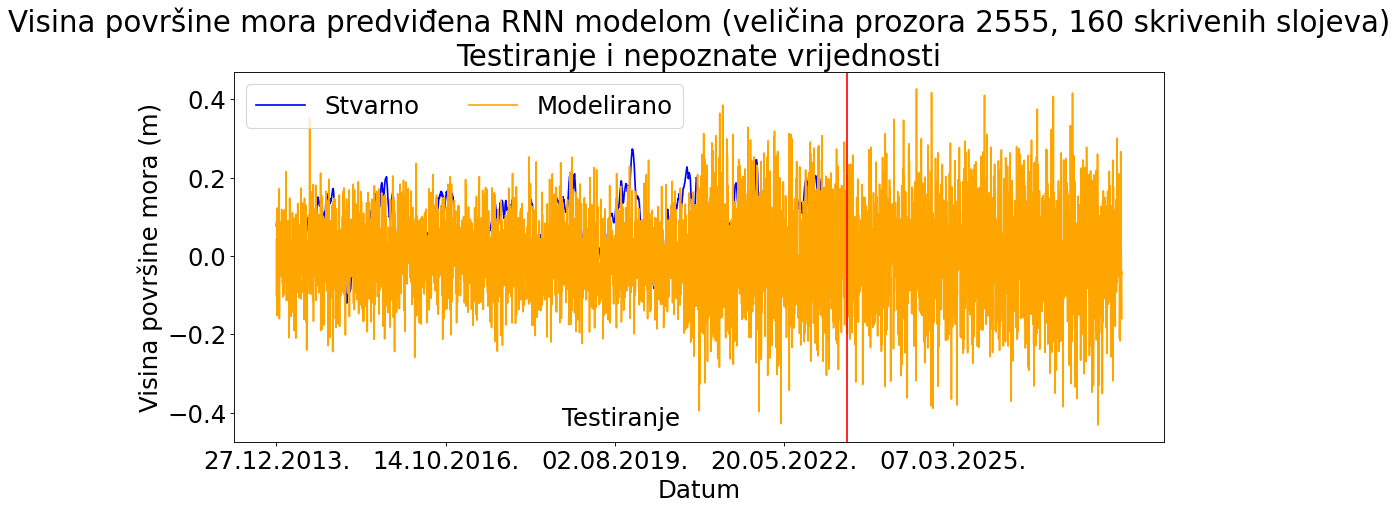 Visina površine mora predviđena RNN modelom (veličina prozora 2555, 160 skrivenih slojeva)
Testiranje i nepoznate vrijednosti
Stvarno
Modelirano
Visina površine mora (m)
0.4
0.2
0.0
−0.2
−0.4
Testiranje
27.12.2013.
14.10.2016.
02.08.2019.
20.05.2022.
07.03.2025.
Datum